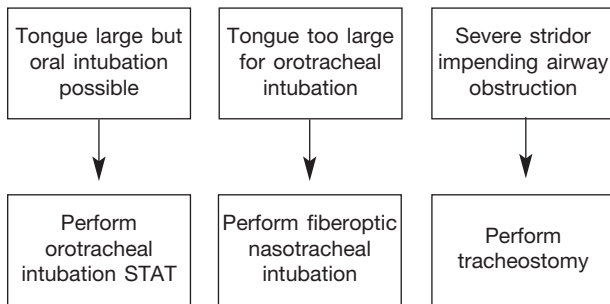 Tongue large but
oral intubation
possible
Tongue too large
for orotracheal
intubation
Severe stridor
impending airway
obstruction
Perform
orotracheal
intubation STAT
Perform fiberoptic
nasotracheal
intubation
Perform
tracheostomy